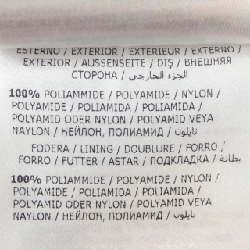 ESTERNO / EXTERIOR / EXTERIEUR / EXTERNO /
EXTERIOR / AUSSENSEITE / DIŞ / ВНЕШНЯЯ
СТОРОНА / الجزء الخارجي /
100% POLIAMMIDE / POLYAMIDE / NYLON /
POLYAMIDE / POLIAMIDA / POLIAMIDA /
POLYAMID ODER NYLON / POLYAMID VEYA
NAYLON / НЕЙЛОН, ПОЛИАМИД / نايلون /
FODERA / LINING / DOUBLURE / FORRO /
FORRO / FUTTER / ASTAR / ПОДКЛАДКА / بطانة /
100% POLIAMMIDE / POLYAMIDE / NYLON /
POLYAMIDE / POLIAMIDA / POLIAMIDA /
POLYAMID ODER NYLON / POLYAMID VEYA
NAYLON / НЕЙЛОН, ПОЛИАМИД / نايلون /